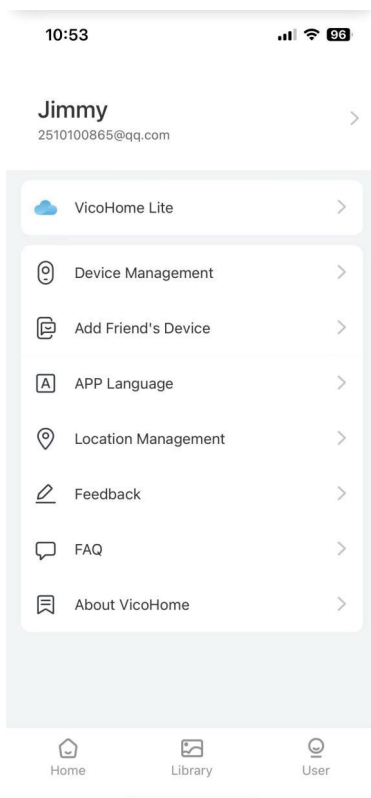 10:53
96
Jimmy
2510100865@qq.com
VicoHome Lite
Device Management
Add Friend's Device
A
APP Language
Location Management
Feedback
FAQ
About VicoHome
Home Library User